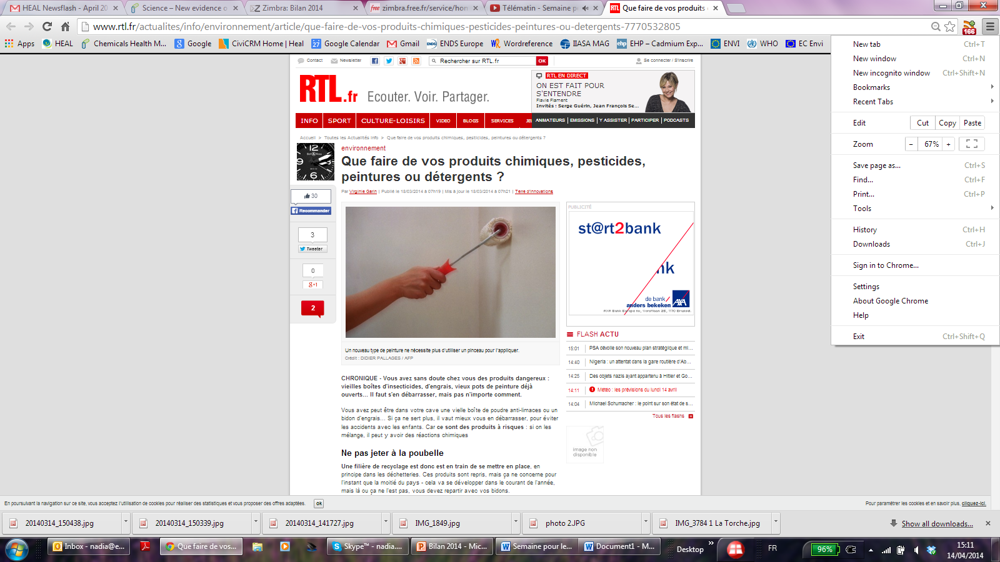 HEAL Newsflash - April 20
Science – New evidence o
Zimbra: Bilan 2014
zimbra.free.fr/service/hom
Télématin - Semaine p
Que faire de vos produits
www.rtl.fr/actualites/info/environnement/article/que-faire-de-vos-produits-chimiques-pesticides-peintures-ou-detergents-7770532805
166
Apps HEAL Chemicals Health M... Google CiviCRM Home | Heal Google Calendar Gmail ENDS Europe Wordreference IIASA MAG EHP – Cadmium Exp... ENVI WHO EC Envi
New tab Ctrl+T
New window Ctrl+N
New incognito window Ctrl+Shift+N
Bookmarks
Recent Tabs
Edit Cut Copy Paste
Zoom − 67% +
Save page as... Ctrl+S
Find... Ctrl+F
Print... Ctrl+P
Tools
History Ctrl+H
Downloads Ctrl+J
Sign in to Chrome...
Settings
About Google Chrome
Help
Exit Ctrl+Shift+Q
Contact Newsletter Rechercher sur RTL.fr OK Se connecter / S'inscrire
RTL.fr Ecouter. Voir. Partager.
RTL EN DIRECT
ON EST FAIT POUR
S'ENTENDRE
Flavie Flament
Invités : Serge Guérin, Jean François Se...
INFO SPORT CULTURE-LOISIRS VIDEO BLOGS SERVICES JE
ANIMATEURS | EMISSIONS | Y ASSISTER | PARTICIPER | PODCASTS
Accueil > Toutes les Actualités Info > Que faire de vos produits chimiques, pesticides, peintures ou détergents ?
environnement
Que faire de vos produits chimiques, pesticides,
peintures ou détergents ?
Par Virginie Garin | Publié le 18/03/2014 à 07h19 | Mis à jour le 18/03/2014 à 07h21 | Terre d'Innovations
30
Recommander
3
Tweeter
0
g+1
2
Un nouveau type de peinture ne nécessite plus d'utiliser un pinceau pour l'appliquer.
Crédit : DIDIER PALLAGES / AFP
CHRONIQUE - Vous avez sans doute chez vous des produits dangereux :
vieilles boîtes d'insecticides, d'engrais, vieux pots de peinture déjà
ouverts... Il faut s'en débarrasser, mais pas n'importe comment.
Vous avez peut être dans votre cave une vielle boîte de poudre anti-limaces ou un
bidon d'engrais... Si ça ne sert plus, il vaut mieux vous en débarrasser, pour éviter
les accidents avec les enfants. Car ce sont des produits à risques : si on les
mélange, il peut y avoir des réactions chimiques
Ne pas jeter à la poubelle
Une filière de recyclage est donc est en train de se mettre en place, en
principe dans les déchetteries. Ces produits sont repris, mais ça ne concerne pour
l'instant que la moitié du pays - cela va se développer dans le courant de l'année,
mais là ou ça ne l'est pas, vous devez repartir avec vos bidons.
PUBLICITÉ
st@rt2bank
nk
de bank
anders bekeken
AXA
AXA Bank Europe nv, Vorstlaan 25, 1170 Brussel.
FLASH ACTU
15:01 PSA dévoile son nouveau plan stratégique et mi...
14:40 Nigeria : un attentat dans la gare routière d'Ab...
14:25 Des objets nazis ayant appartenu à Hitler et Go...
14:11 Météo : les prévisions du lundi 14 avril
14:04 Michael Schumacher : le point sur son état de s...
Tous les flashs
image non
disponible
En poursuivant la navigation sur ce site, vous acceptez l'utilisation de cookies pour réaliser des statistiques et vous proposer des offres adaptées. ok Pour paramétrer les cookies et en savoir plus, cliquez-ici.
20140314_150438.jpg 20140314_150339.jpg 20140314_141727.jpg IMG_1849.jpg photo 2.JPG IMG_3784 1 La Torche.jpg Show all downloads...
Inbox - nadia@e... Que faire de vos... Skype™ - nadia.... Bilan 2014 - Mic... Semaine pour le... Document1 - M... Desktop FR 96% 15:11
14/04/2014